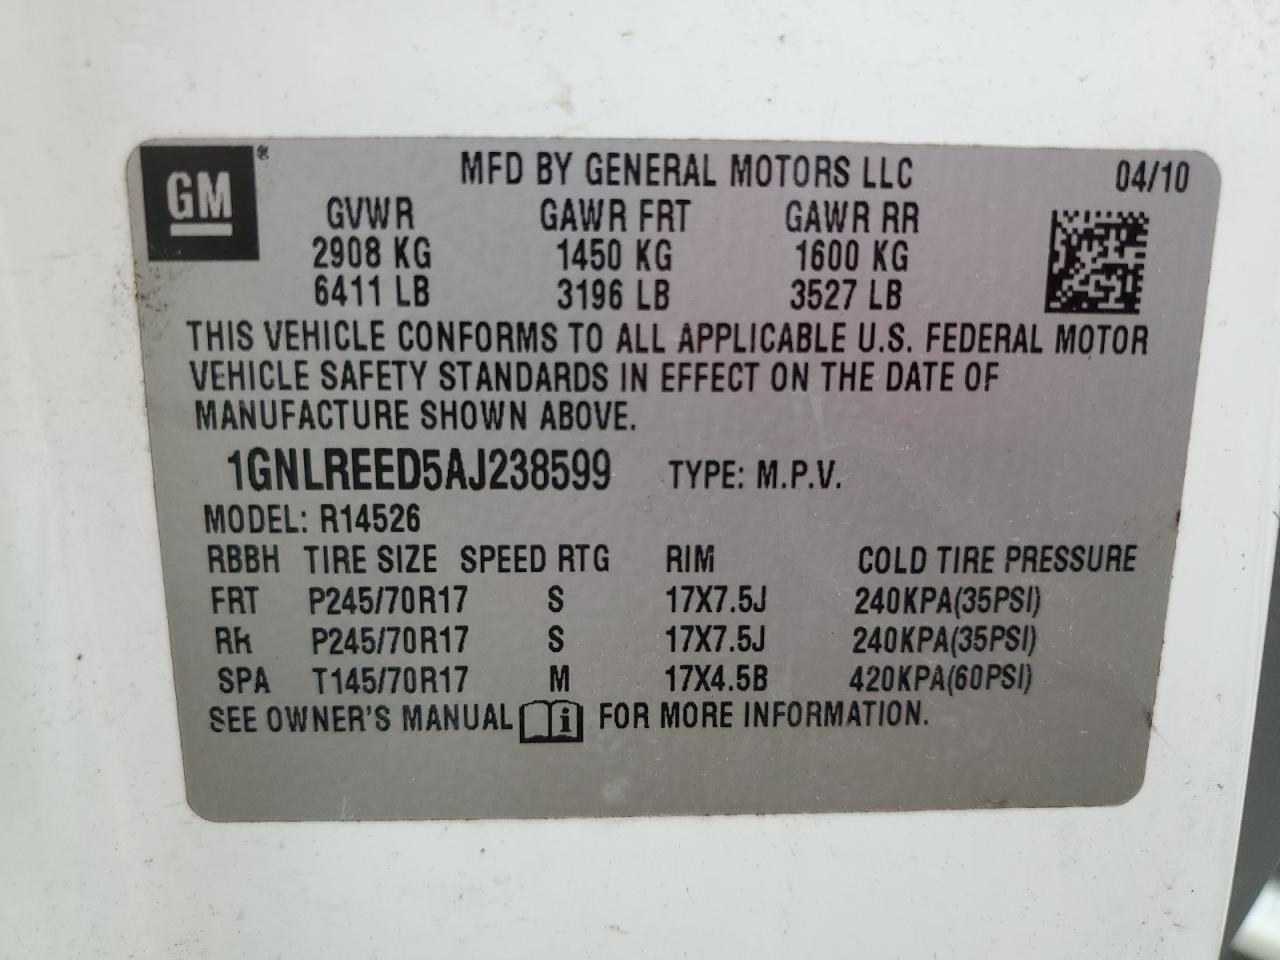 GM ®
MFD BY GENERAL MOTORS LLC 04/10
GVWR GAWR FRT GAWR RR
2908 KG 1450 KG 1600 KG
6411 LB 3196 LB 3527 LB
THIS VEHICLE CONFORMS TO ALL APPLICABLE U.S. FEDERAL MOTOR
VEHICLE SAFETY STANDARDS IN EFFECT ON THE DATE OF
MANUFACTURE SHOWN ABOVE.
1GNLREED5AJ238599 TYPE: M.P.V.
MODEL: R14526
RBBH TIRE SIZE SPEED RTG RIM COLD TIRE PRESSURE
FRT P245/70R17 S 17X7.5J 240KPA(35PSI)
RR P245/70R17 S 17X7.5J 240KPA(35PSI)
SPA T145/70R17 M 17X4.5B 420KPA(60PSI)
SEE OWNER'S MANUAL i FOR MORE INFORMATION.